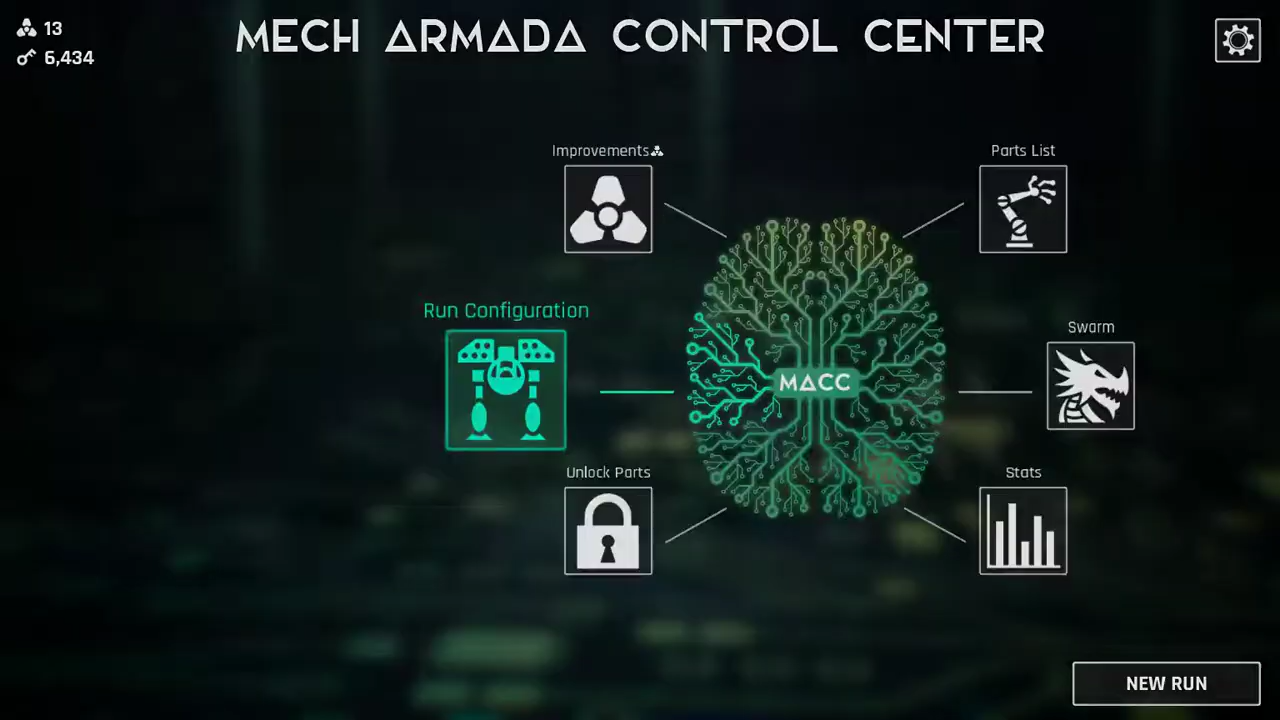 13
6,434
MECH ARMADA CONTROL CENTER
Improvements
Parts List
Run Configuration
Swarm
MACC
Unlock Parts
Stats
NEW RUN